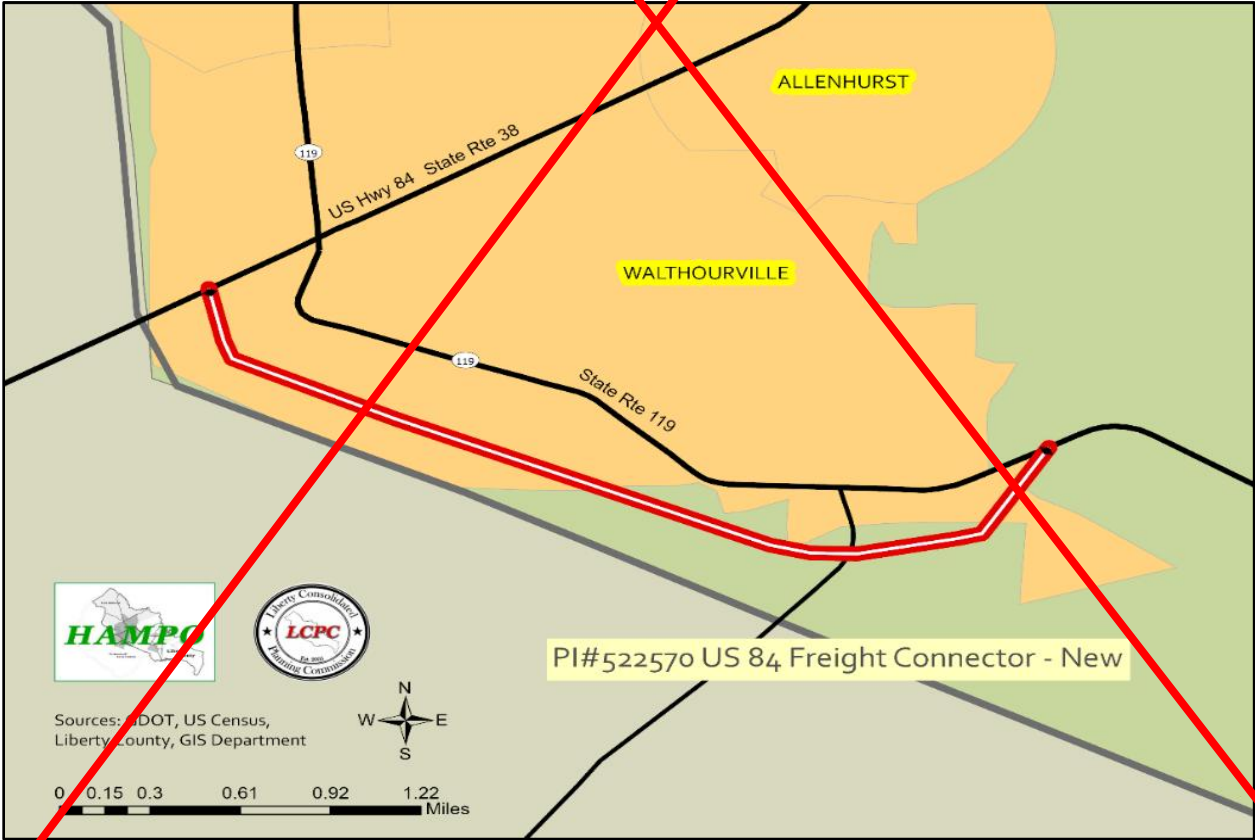 ALLENHURST
119
US Hwy 84 State Rte 38
WALTHOURVILLE
119
State Rte 119
HAMPO
Liberty Consolidated
LCPC
Planning Commission
PI#522570 US 84 Freight Connector - New
N
W E
S
Sources: GDOT, US Census,
Liberty County, GIS Department
0 0.15 0.3 0.61 0.92 1.22
Miles